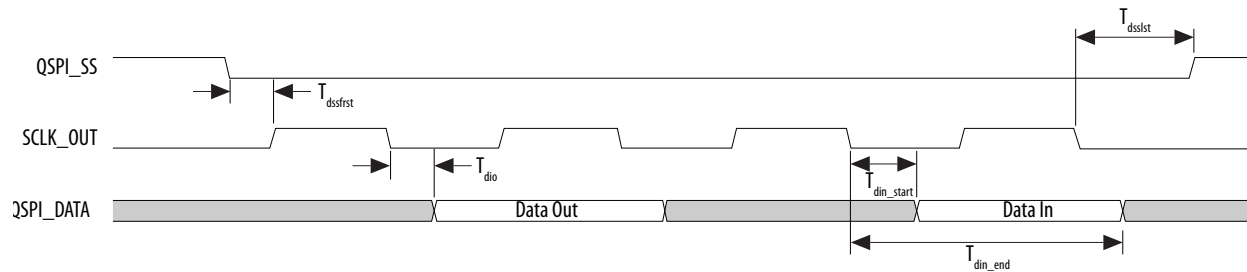 T_dsslst
QSPI_SS
T_dssfrst
SCLK_OUT
T_dio
T_din_start
QSPI_DATA
Data Out
Data In
T_din_end